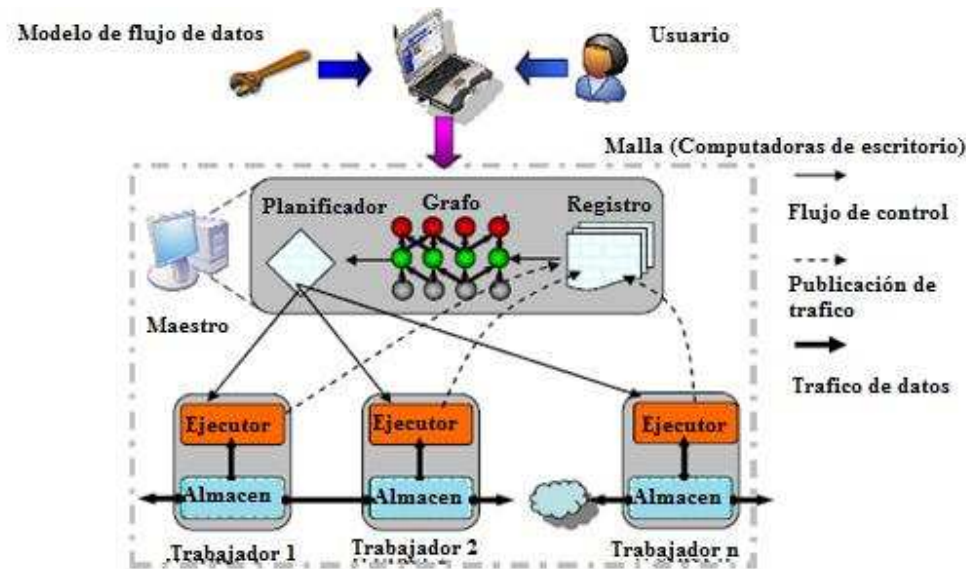 Modelo de flujo de datos
Usuario
Malla (Computadoras de escritorio)
Flujo de control
Publicación de
trafico
Trafico de datos
Planificador
Grafo
Registro
Maestro
Ejecutor
Ejecutor
Ejecutor
Almacen
Almacen
Almacen
Trabajador 1
Trabajador 2
Trabajador n